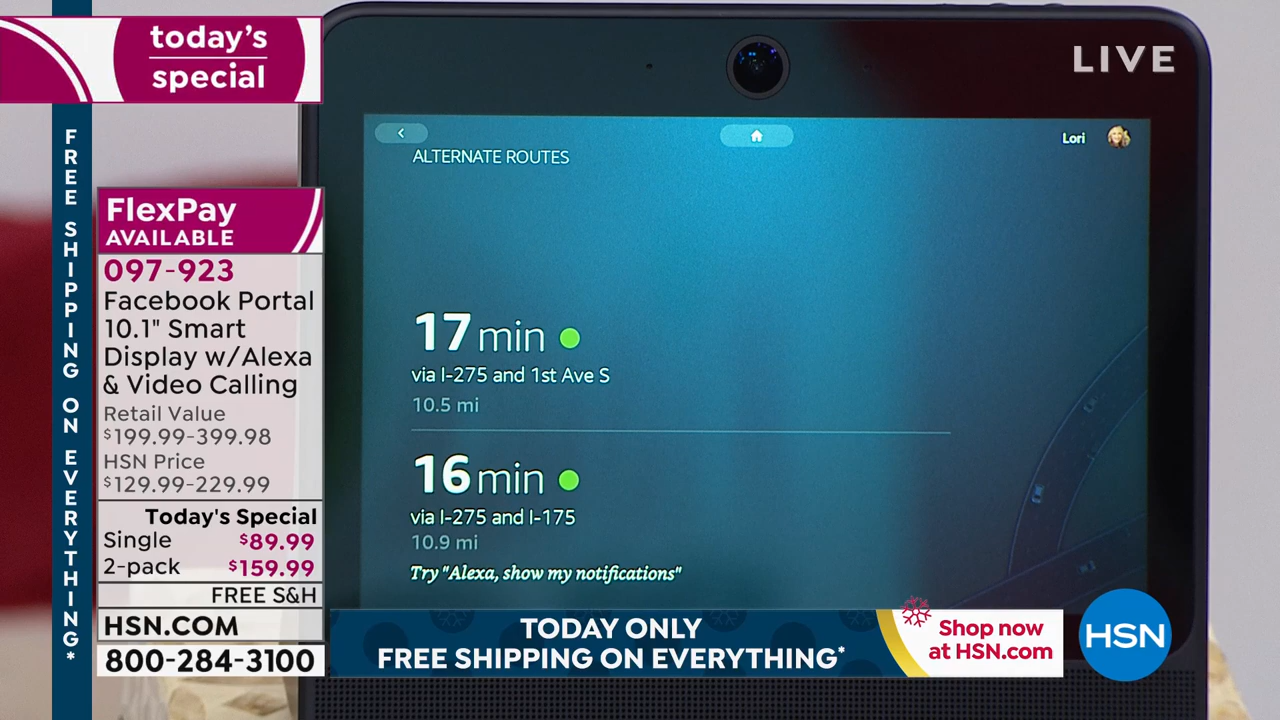 today's
special
LIVE
FREE SHIPPING ON EVERYTHING*
FlexPay
AVAILABLE
097-923
Facebook Portal
10.1" Smart
Display w/Alexa
& Video Calling
Retail Value
$199.99-399.98
HSN Price
$129.99-229.99
Today's Special
Single $89.99
2-pack $159.99
FREE S&H
HSN.COM
800-284-3100
Lori
ALTERNATE ROUTES
17 min
via I-275 and 1st Ave S
10.5 mi
16 min
via I-275 and I-175
10.9 mi
Try "Alexa, show my notifications"
TODAY ONLY
FREE SHIPPING ON EVERYTHING*
Shop now
at HSN.com
HSN